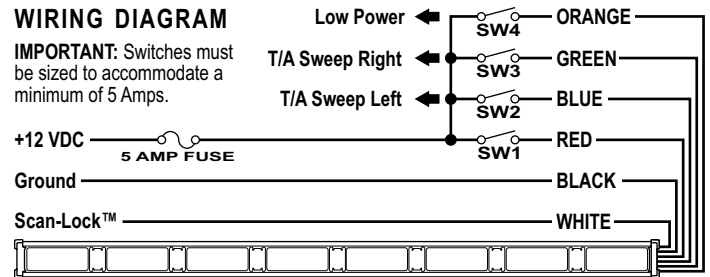 WIRING DIAGRAM
IMPORTANT: Switches must
be sized to accommodate a
minimum of 5 Amps.
Low Power
SW4
ORANGE
T/A Sweep Right
SW3
GREEN
T/A Sweep Left
SW2
BLUE
+12 VDC
5 AMP FUSE
SW1
RED
Ground
BLACK
Scan-Lock™
WHITE